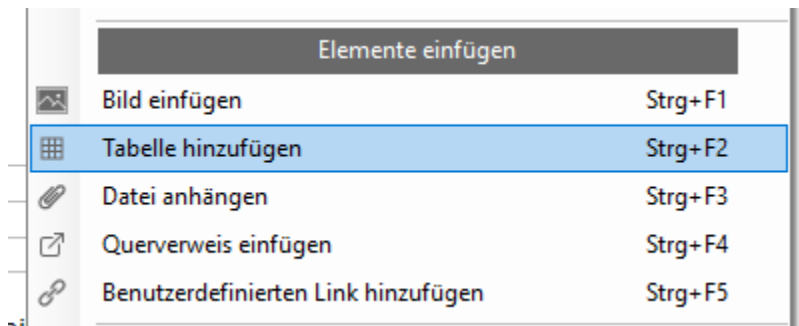 Elemente einfügen
Bild einfügen Strg+F1
Tabelle hinzufügen Strg+F2
Datei anhängen Strg+F3
Querverweis einfügen Strg+F4
Benutzerdefinierten Link hinzufügen Strg+F5